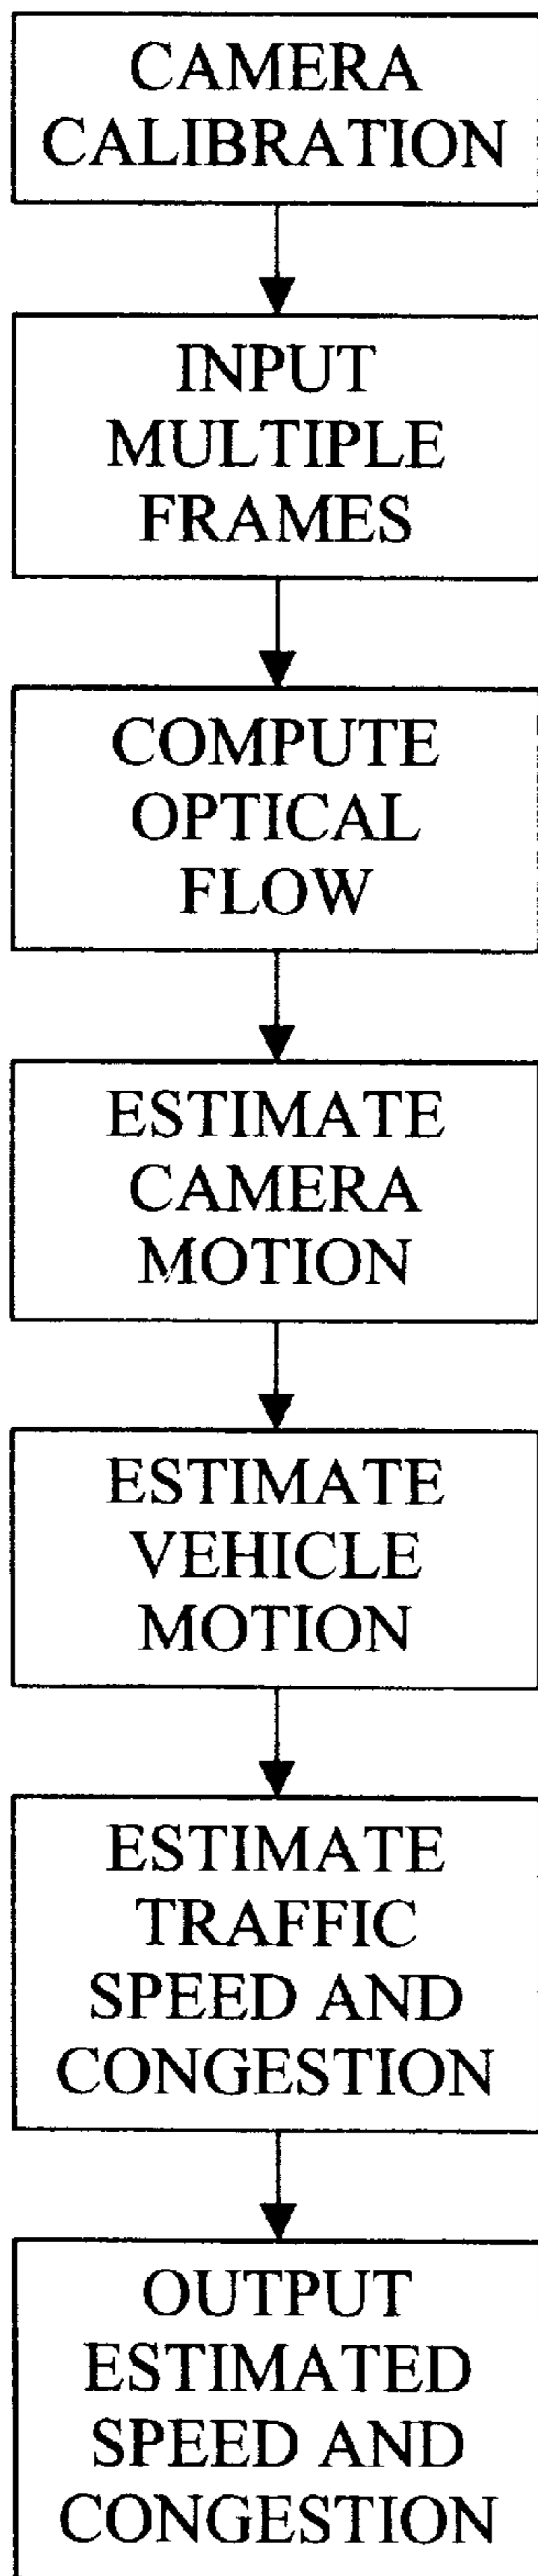 CAMERA
CALIBRATION
INPUT
MULTIPLE
FRAMES
COMPUTE
OPTICAL
FLOW
ESTIMATE
CAMERA
MOTION
ESTIMATE
VEHICLE
MOTION
ESTIMATE
TRAFFIC
SPEED AND
CONGESTION
OUTPUT
ESTIMATED
SPEED AND
CONGESTION